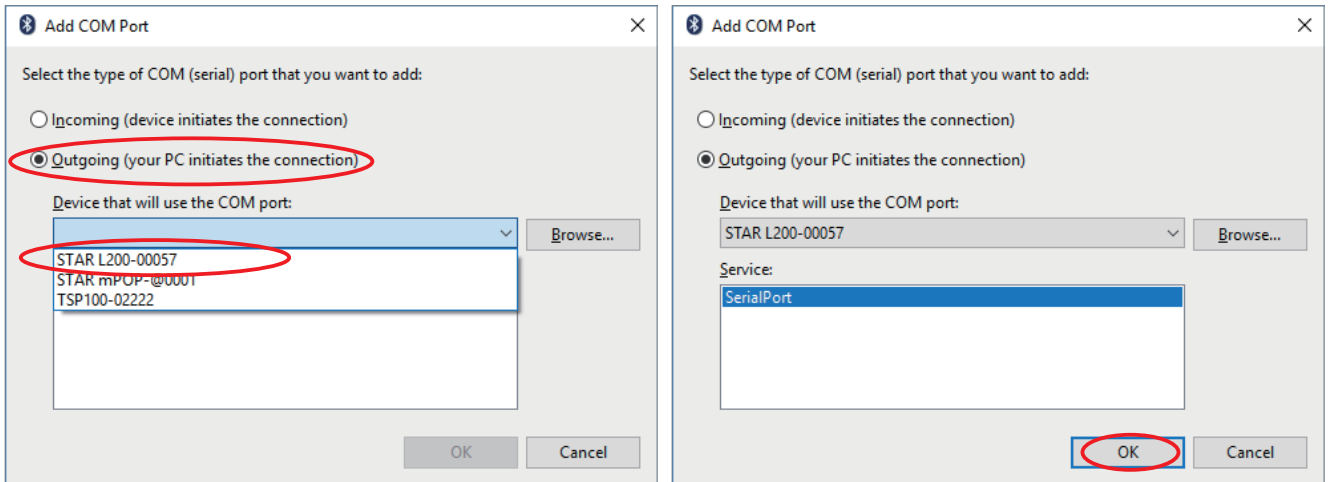 Add COM Port
Select the type of COM (serial) port that you want to add:
Incoming (device initiates the connection)
Outgoing (your PC initiates the connection)
Device that will use the COM port:
Browse...
STAR L200-00057
STAR mPOP-@0001
TSP100-02222
OK
Cancel
Add COM Port
Select the type of COM (serial) port that you want to add:
Incoming (device initiates the connection)
Outgoing (your PC initiates the connection)
Device that will use the COM port:
STAR L200-00057
Browse...
Service:
SerialPort
OK
Cancel